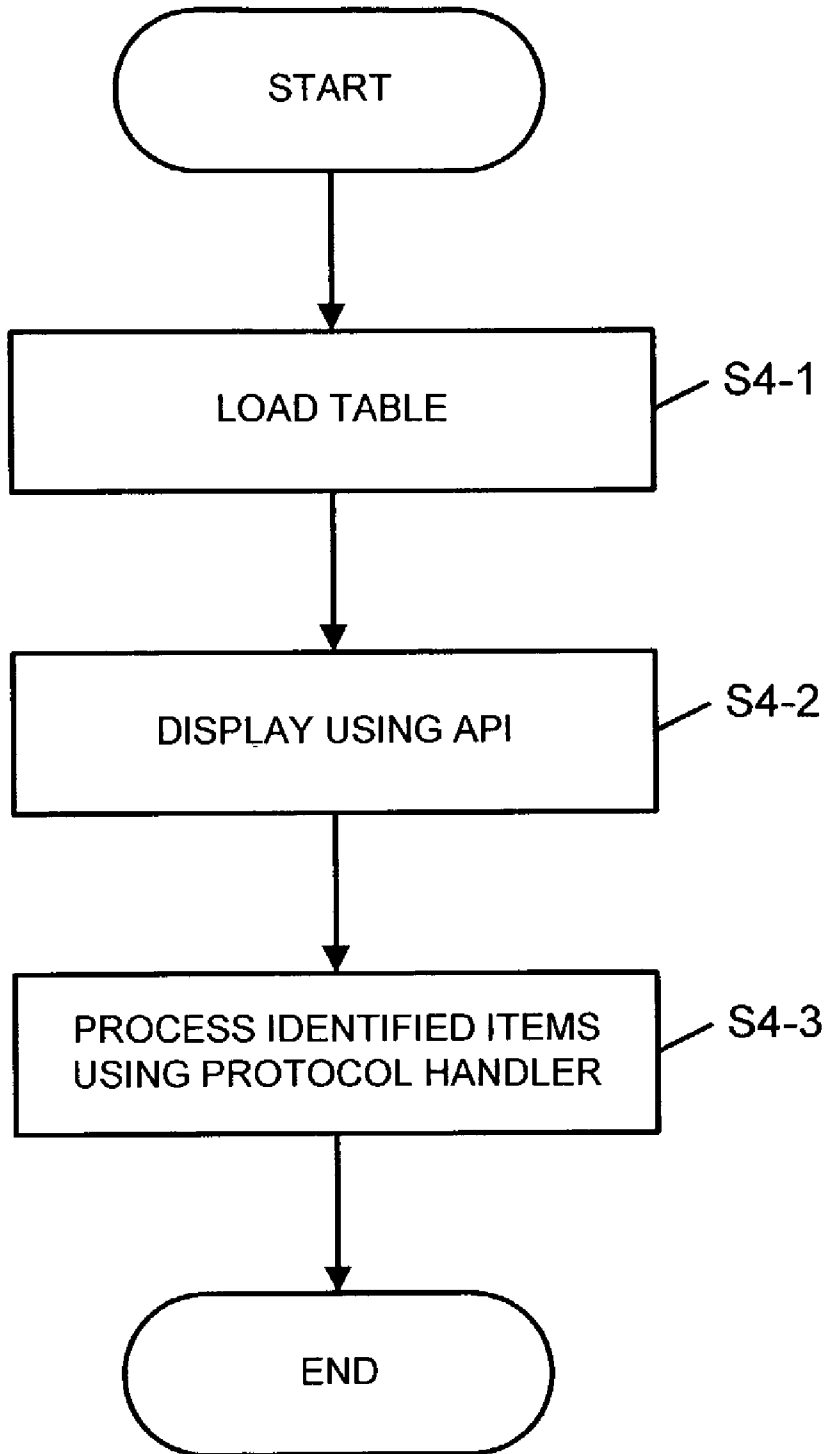 START
LOAD TABLE
S4-1
DISPLAY USING API
S4-2
PROCESS IDENTIFIED ITEMS
USING PROTOCOL HANDLER
S4-3
END